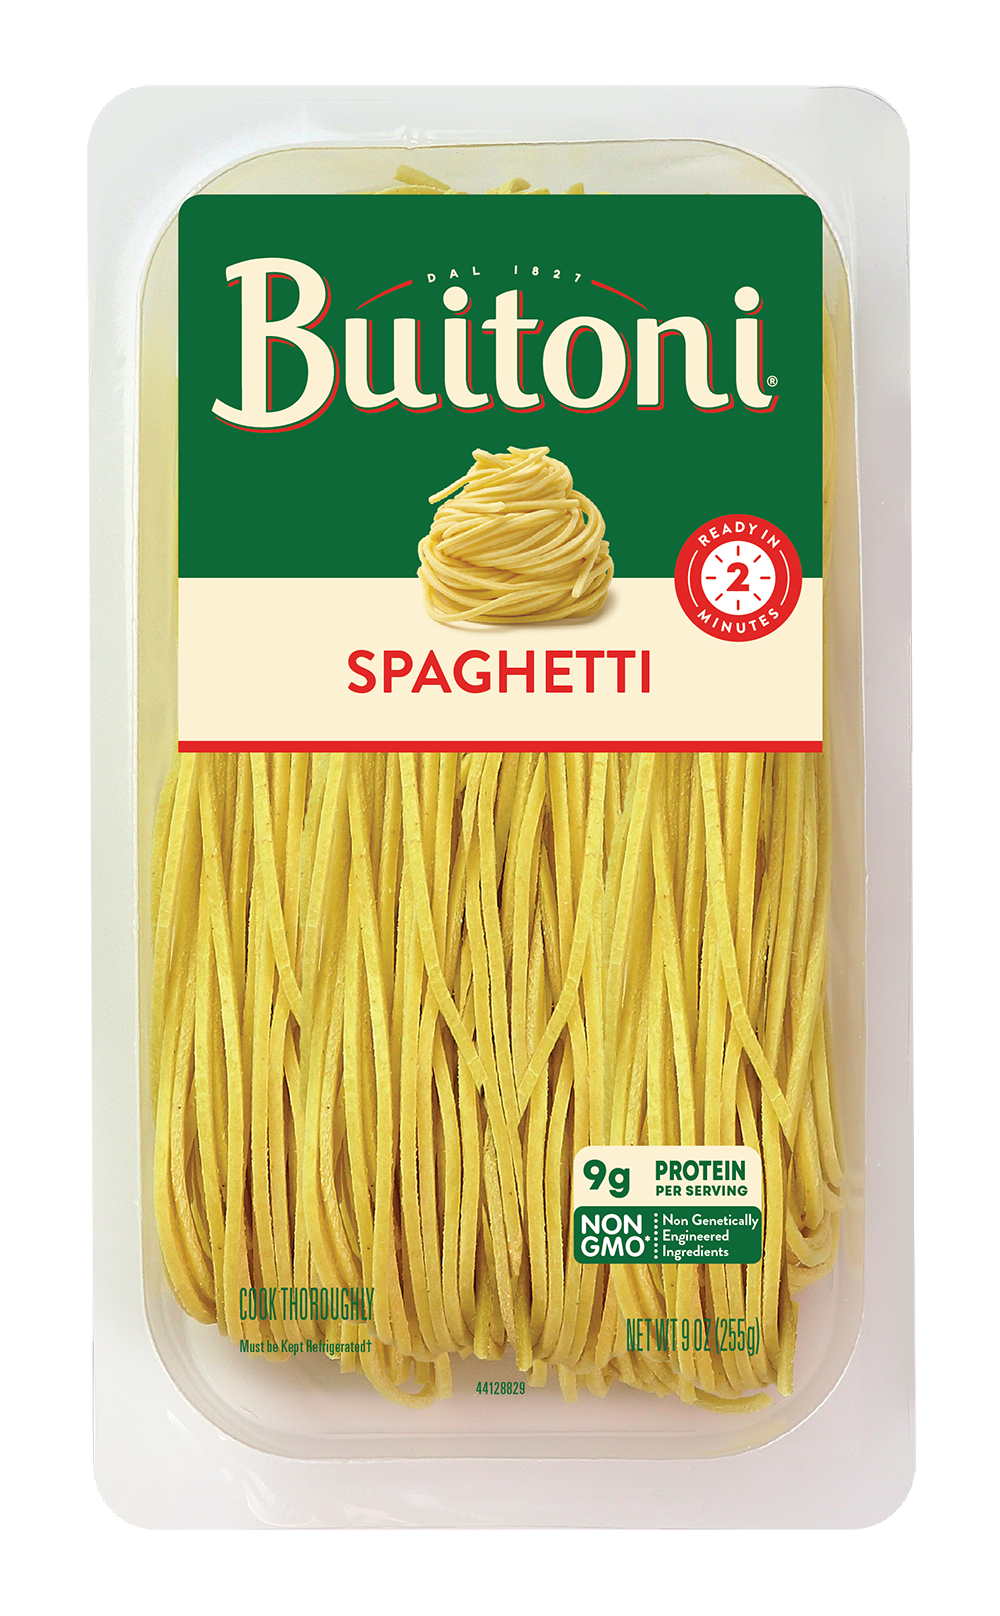 DAL 1827
Buitoni®
READY IN
2
MINUTES
SPAGHETTI
9g PROTEIN
PER SERVING
NON GMO*
Non Genetically
Engineered
Ingredients
COOK THOROUGHLY
Must be Kept Refrigerated†
NET WT 9 OZ (255g)
44128829